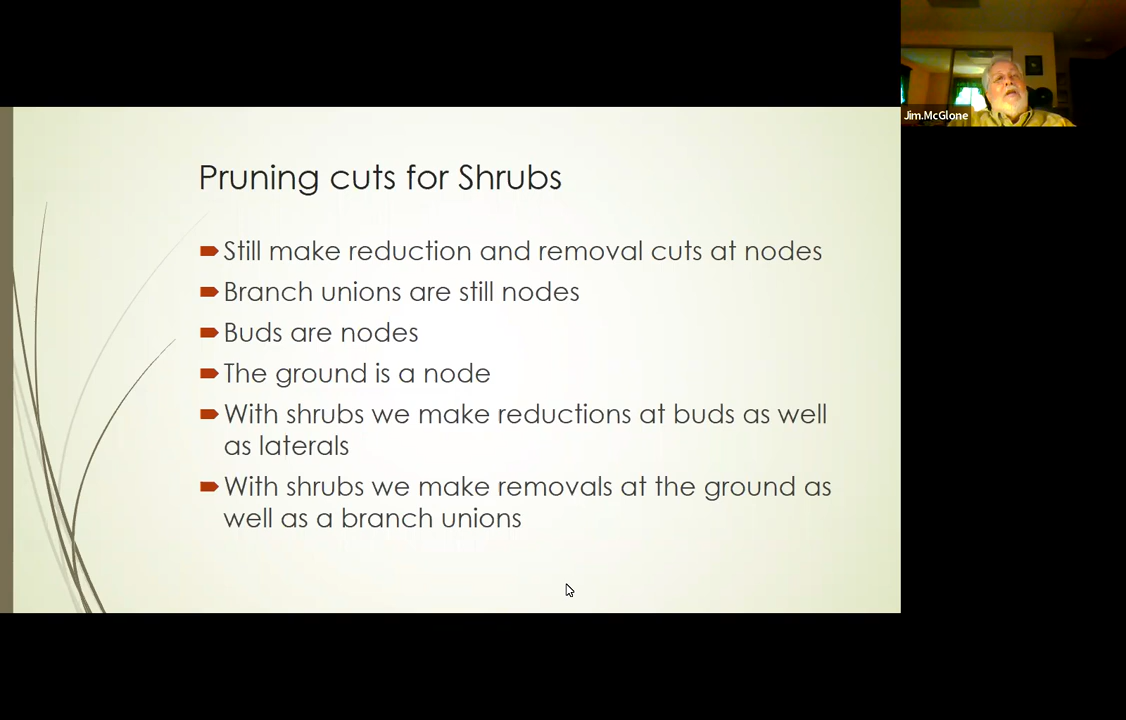 Jim.McGlone
Pruning cuts for Shrubs
Still make reduction and removal cuts at nodes
Branch unions are still nodes
Buds are nodes
The ground is a node
With shrubs we make reductions at buds as well
as laterals
With shrubs we make removals at the ground as
well as a branch unions